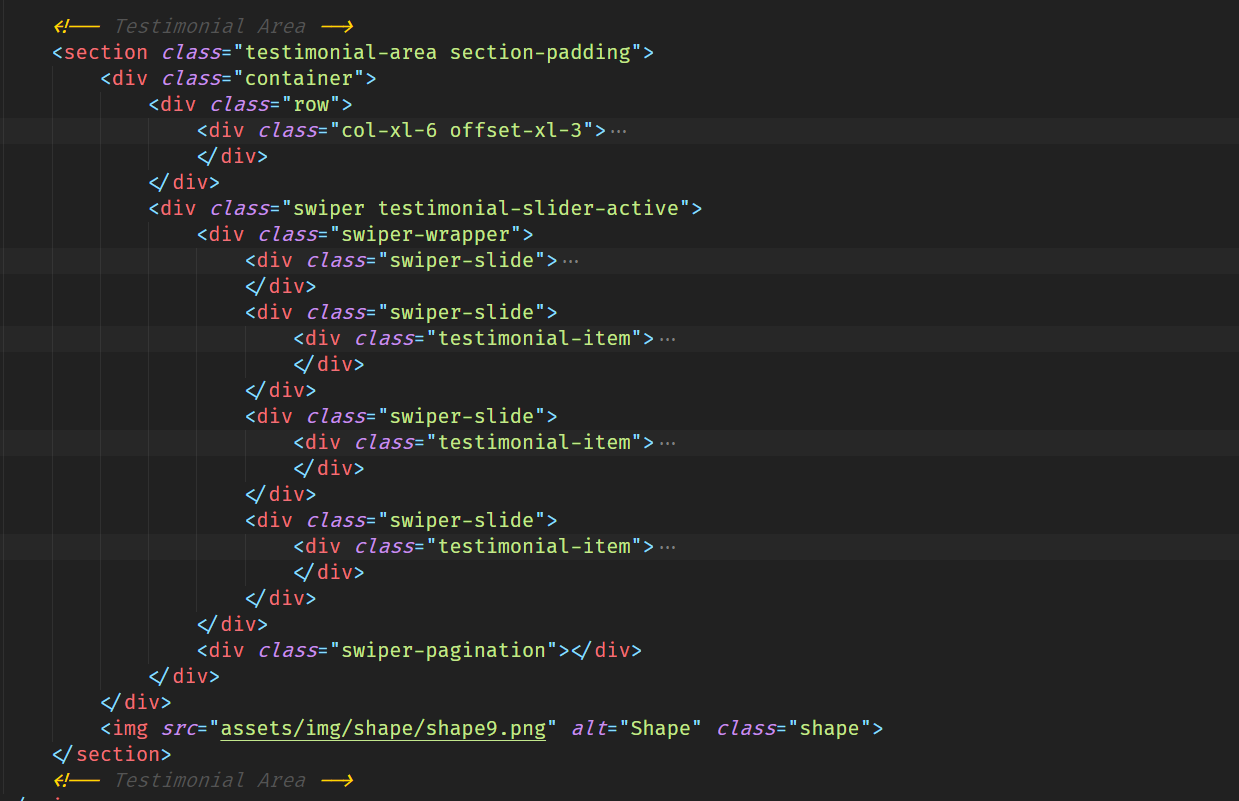 <!-- Testimonial Area -->
<section class="testimonial-area section-padding">
<div class="container">
<div class="row">
<div class="col-xl-6 offset-xl-3">···
</div>
</div>
<div class="swiper testimonial-slider-active">
<div class="swiper-wrapper">
<div class="swiper-slide">···
</div>
<div class="swiper-slide">
<div class="testimonial-item">···
</div>
</div>
<div class="swiper-slide">
<div class="testimonial-item">···
</div>
</div>
<div class="swiper-slide">
<div class="testimonial-item">···
</div>
</div>
</div>
<div class="swiper-pagination"></div>
</div>
</div>
<img src="assets/img/shape/shape9.png" alt="Shape" class="shape">
</section>
<!-- Testimonial Area -->